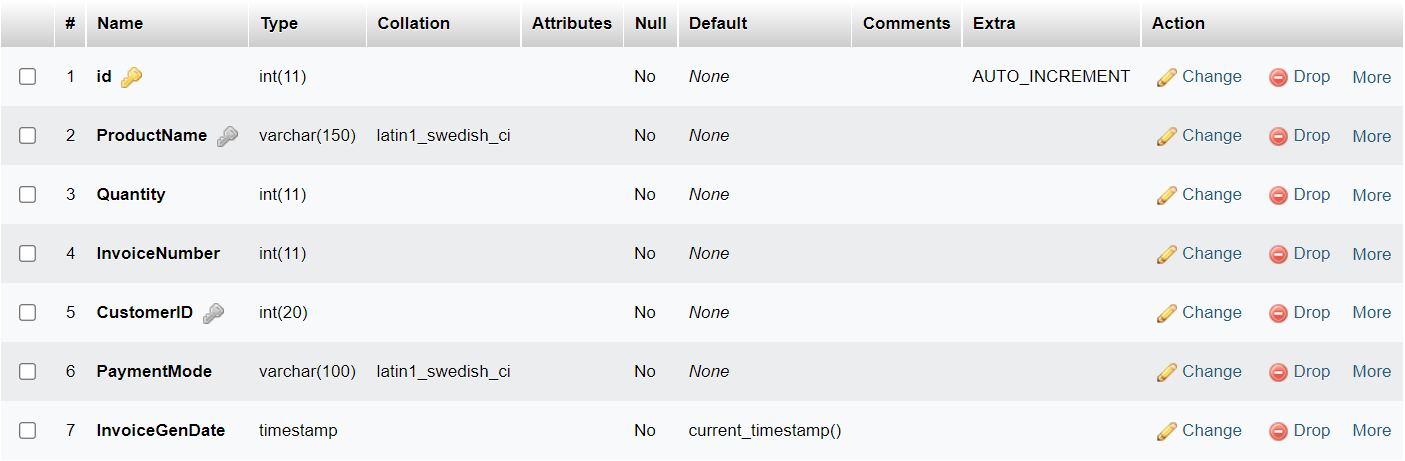 # Name Type Collation Attributes Null Default Comments Extra Action
1 id int(11) No None AUTO_INCREMENT Change Drop More
2 ProductName varchar(150) latin1_swedish_ci No None Change Drop More
3 Quantity int(11) No None Change Drop More
4 InvoiceNumber int(11) No None Change Drop More
5 CustomerID int(20) No None Change Drop More
6 PaymentMode varchar(100) latin1_swedish_ci No None Change Drop More
7 InvoiceGenDate timestamp No current_timestamp() Change Drop More